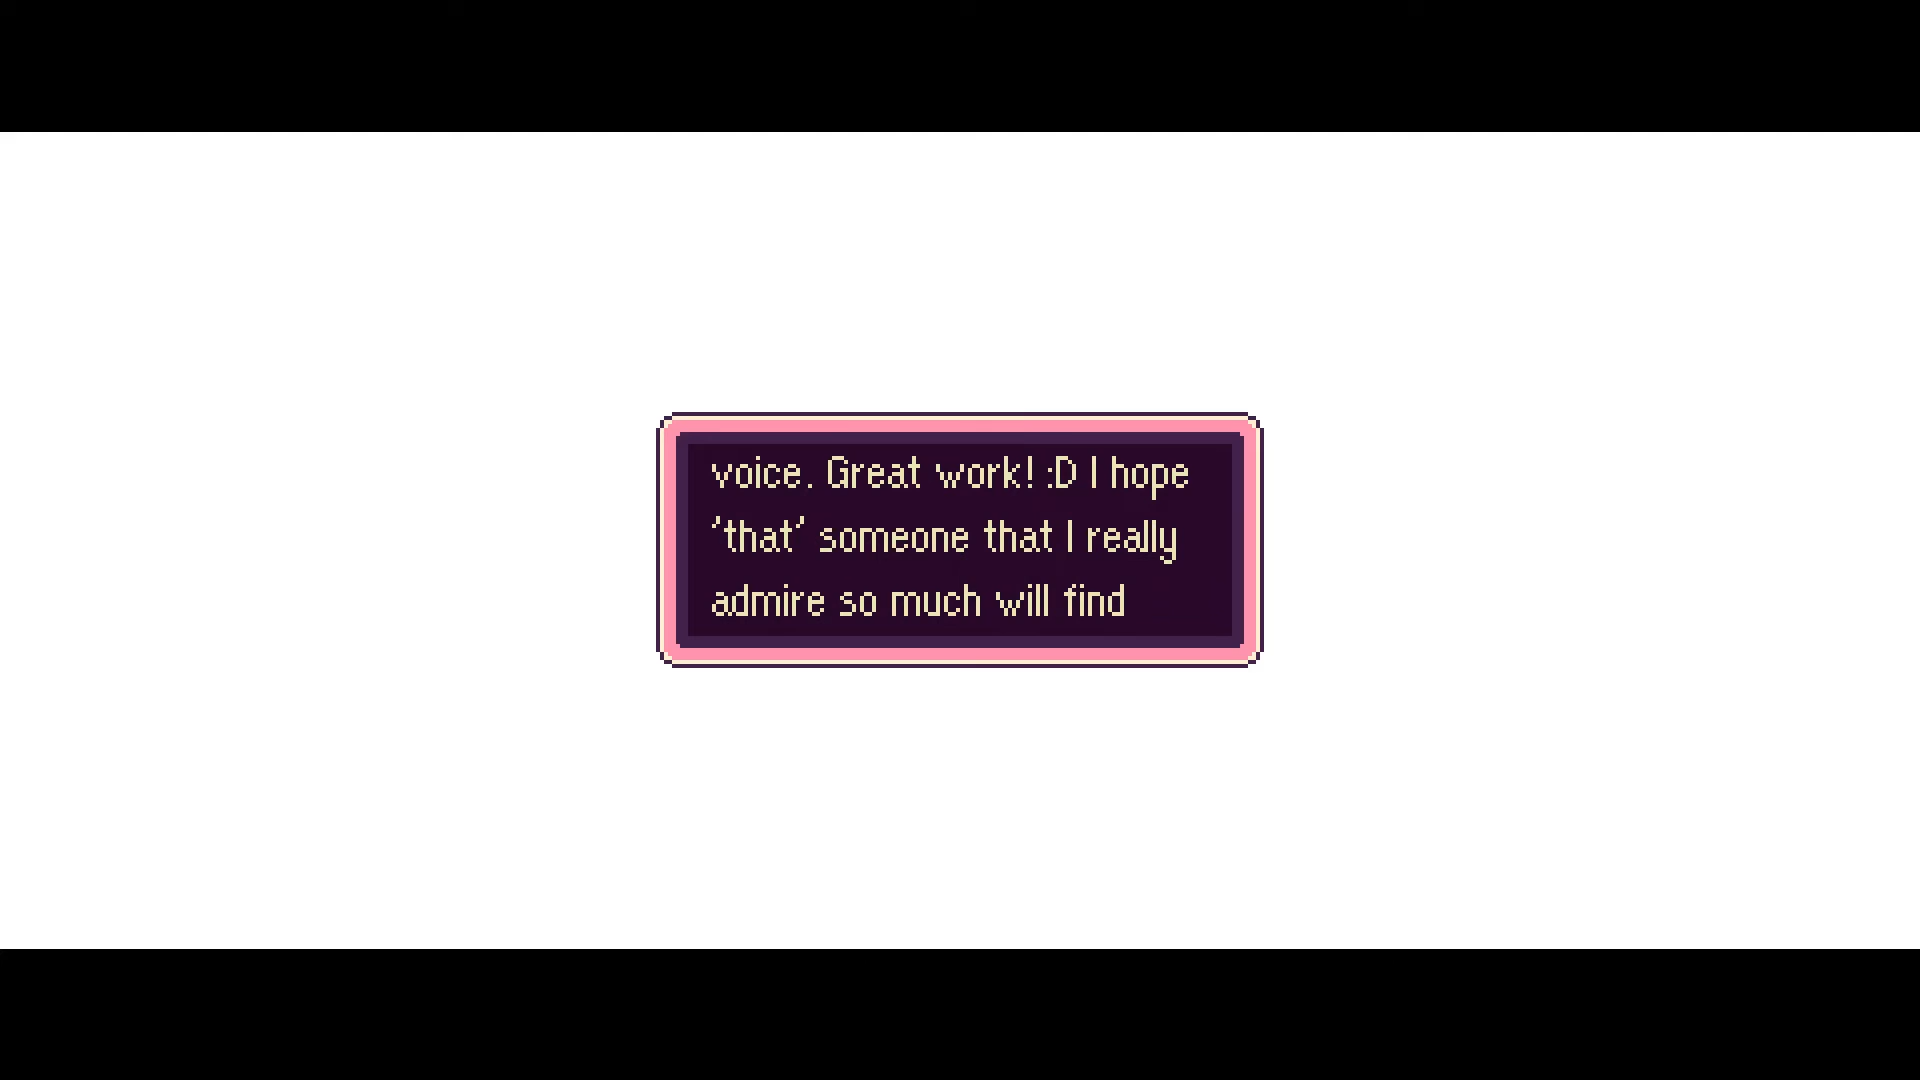 voice. Great work! :D I hope
‘that’ someone that I really
admire so much will find